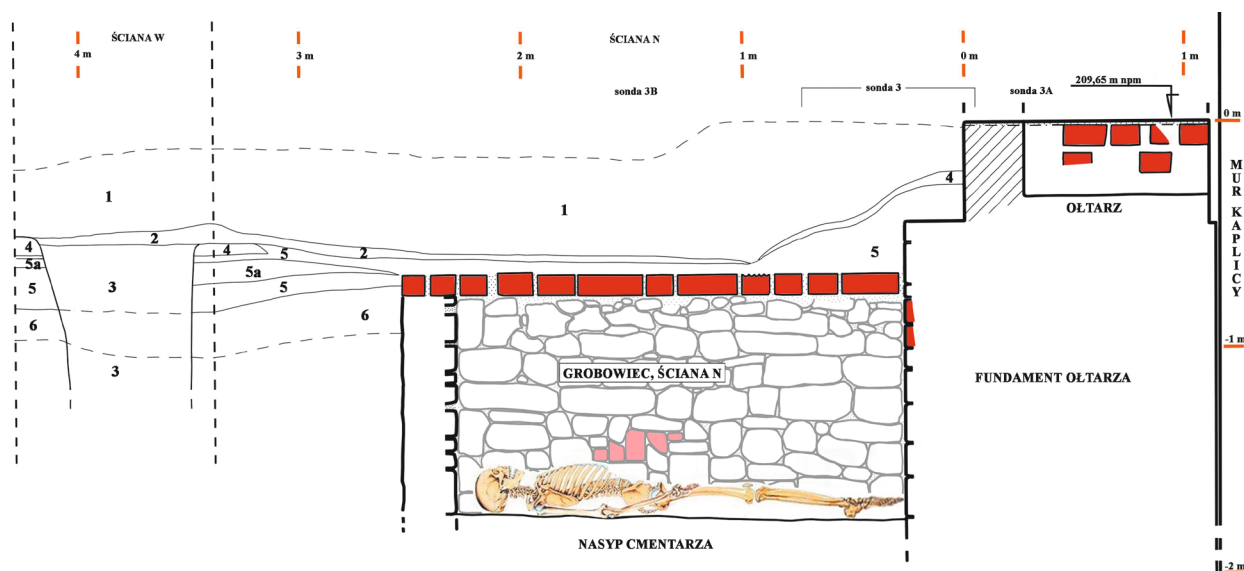 ŚCIANA W
ŚCIANA N
4 m
3 m
2 m
1 m
0 m
1 m
sonda 3B
sonda 3
sonda 3A
209,65 m npm
0 m
1
1
2
2
3
3
4
4
4
5
5
5
5
5a
5a
6
6
OŁTARZ
MUR KAPLICY
-1 m
GROBOWIEC, ŚCIANA N
FUNDAMENT OŁTARZA
NASYP CMENTARZA
-2 m